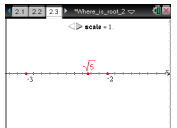 2.1 2.2 2.3 *Where_is_root_2
scale = 1.
-√5
-3 -2